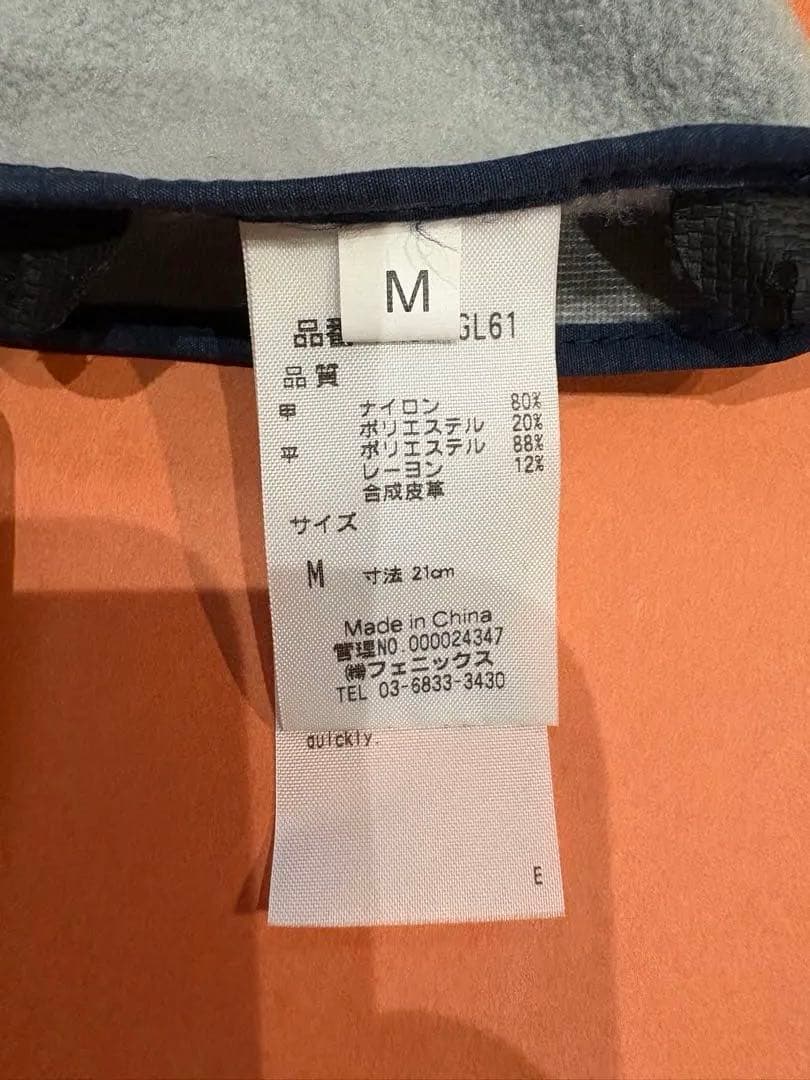 M
品番 GL61
品質
甲 ナイロン 80%
ポリエステル 20%
平 ポリエステル 88%
レーヨン 12%
合成皮革
サイズ
M 寸法 21cm
Made in China
管理NO.000024347
㈱フェニックス
TEL 03-6833-3430
quickly.
E